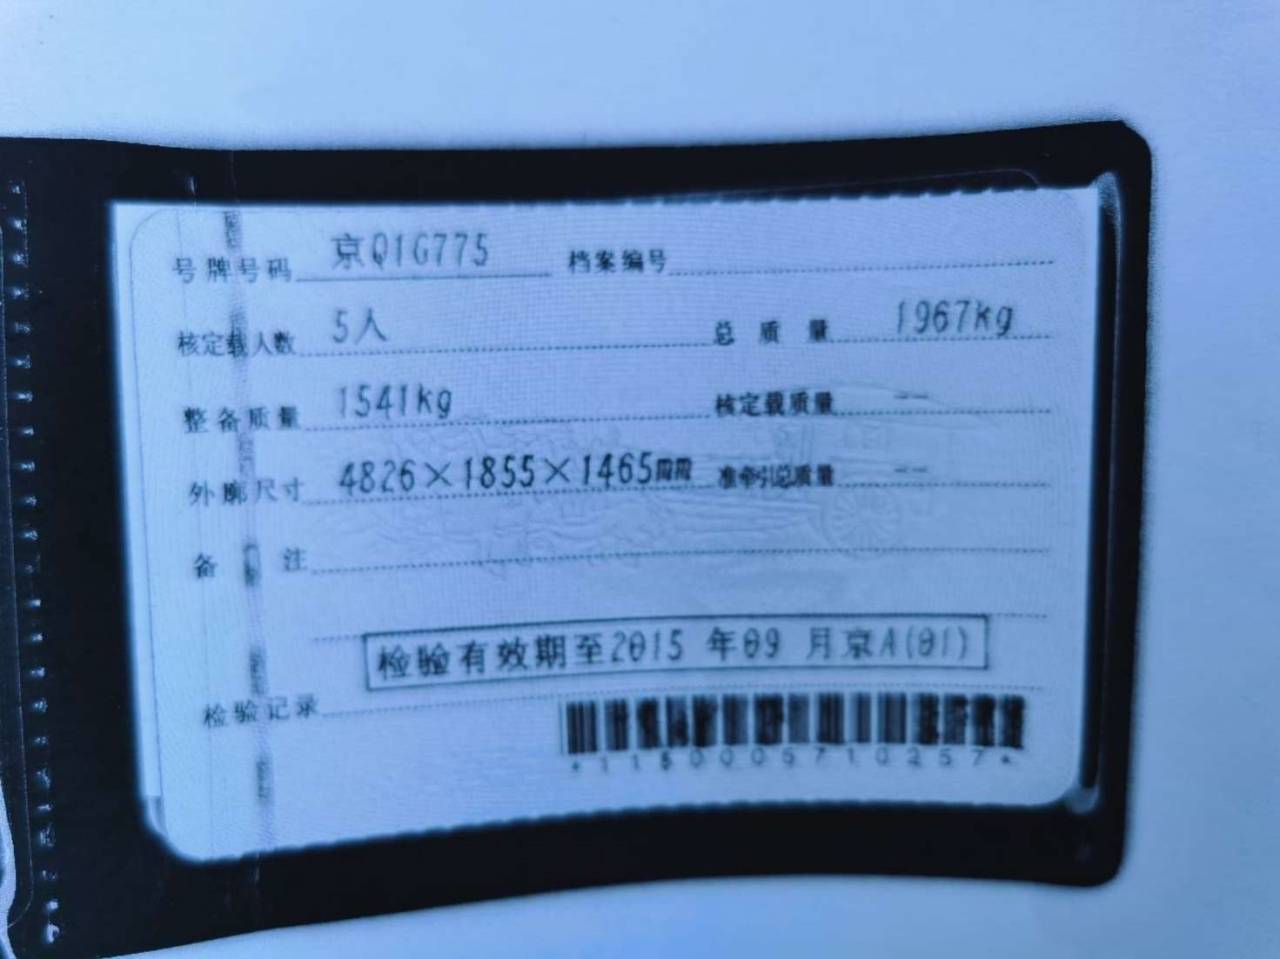 号牌号码 京Q1G775 档案编号
核定载人数 5人 总质量 1967kg
整备质量 1541kg 核定载质量 --
外廓尺寸 4826×1855×1465mm 准牵引总质量 --
备注
检验有效期至2015 年09 月京A(01)
检验记录